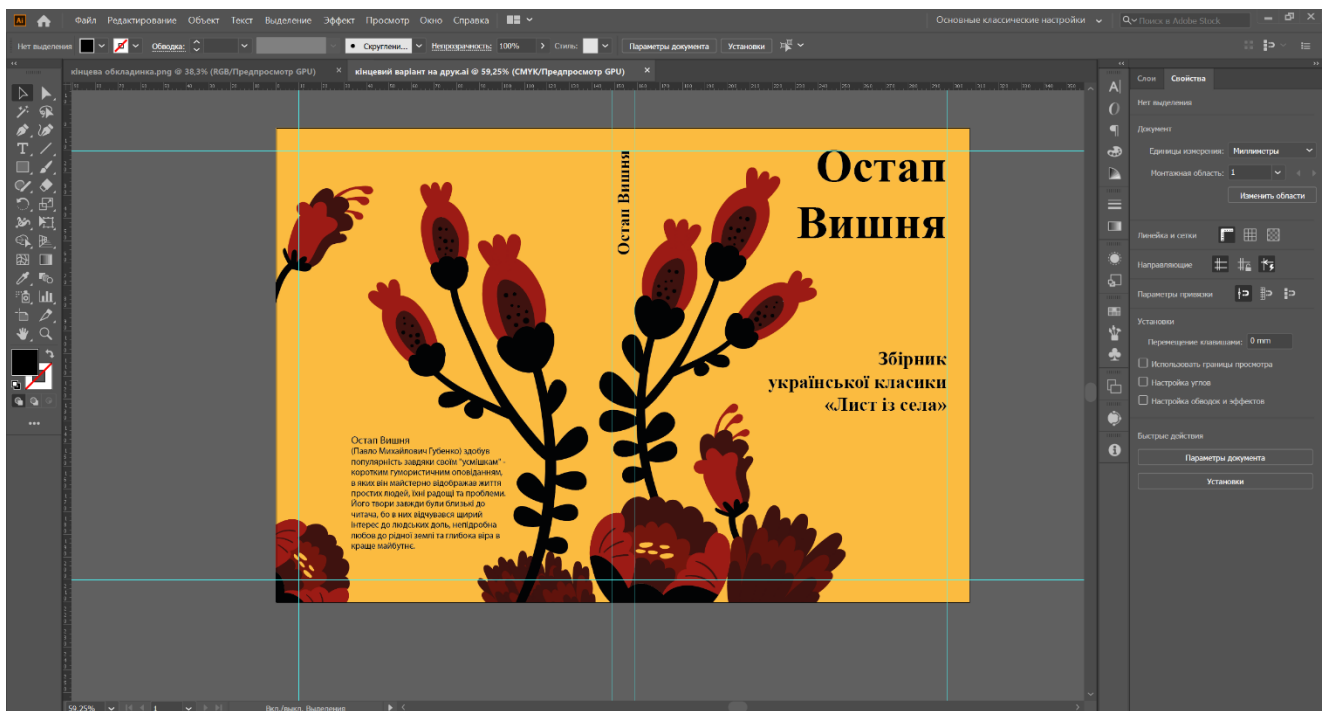 Ai Файл Редактирование Объект Текст Выделение Эффект Просмотр Окно Справка Основные классические настройки Поиск в Adobe Stock
Нет выделения Обводка: Скруглени... Непрозрачность: 100% Стиль: Параметры документа Установки
кінцева обкладинка.png @ 38,3% (RGB/Предпросмотр GPU) × кінцевий варіант на друк.ai @ 59,25% (CMYK/Предпросмотр GPU) ×
Остап
Вишня
Остап Вишня
Збірник
української класики
«Лист із села»
Остап Вишня
(Павло Михайлович Губенко) здобув
популярність завдяки своїм "усмішкам" -
коротким гумористичним оповіданням,
в яких він майстерно відображав життя
простих людей, їхні радощі та проблеми.
Його твори завжди були близькі до
читача, бо в них відчувався щирий
інтерес до людських доль, непідробна
любов до рідної землі та глибока віра в
краще майбутнє.
Слои Свойства
Нет выделения
Документ
Единицы измерения: Миллиметры
Монтажная область: 1
Изменить области
Линейка и сетки
Направляющие
Параметры привязки
Установки
Перемещение клавишами: 0 mm
Использовать границы просмотра
Настройка углов
Настройка обводок и эффектов
Быстрые действия
Параметры документа
Установки
59,25% 1 Вкл./выкл. Выделения